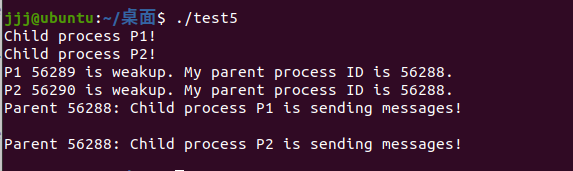 jjj@ubuntu:~/桌面$ ./test5
Child process P1!
Child process P2!
P1 56289 is weakup. My parent process ID is 56288.
P2 56290 is weakup. My parent process ID is 56288.
Parent 56288: Child process P1 is sending messages!
Parent 56288: Child process P2 is sending messages!